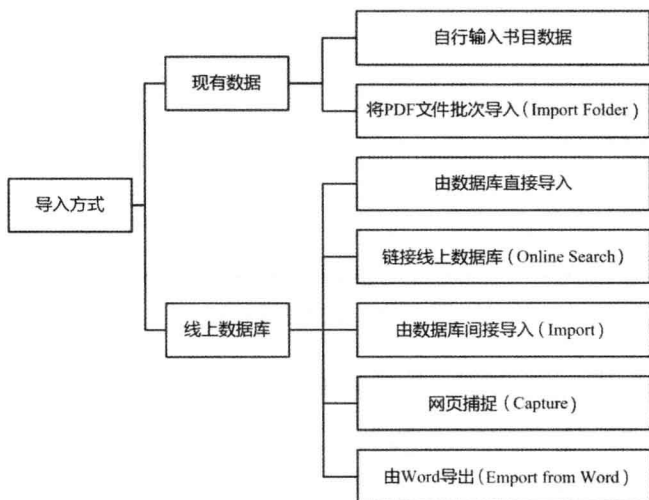 自行输入书目数据
现有数据
将PDF文件批次导入(Import Folder)
导入方式
由数据库直接导入
链接线上数据库(Online Search)
线上数据库
由数据库间接导入(Import)
网页捕捉(Capture)
由Word导出(Emport from Word)